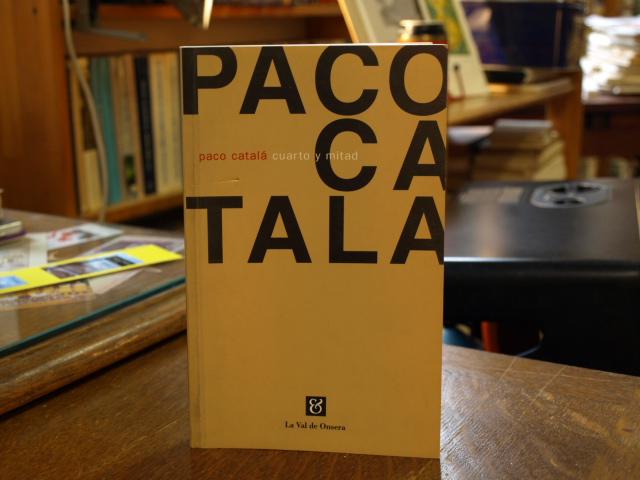 PACO
CA
paco catalá cuarto y mitad
TALA
&
La Val de Onsera